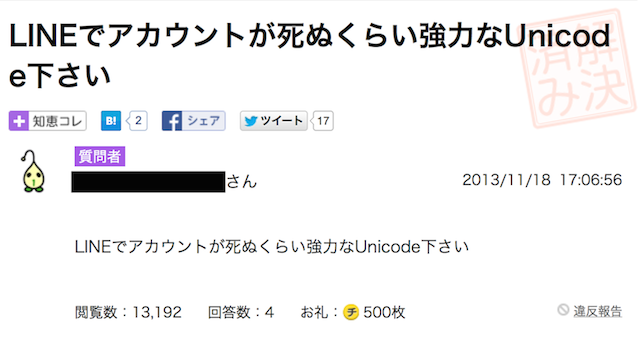 LINEでアカウントが死ぬくらい強力なUnicod
e下さい
解決
済み
知恵コレ
B! 2
f シェア
ツイート 17
質問者
さん
2013/11/18 17:06:56
LINEでアカウントが死ぬくらい強力なUnicode下さい
閲覧数：13,192 回答数：4 お礼：チ 500枚
違反報告